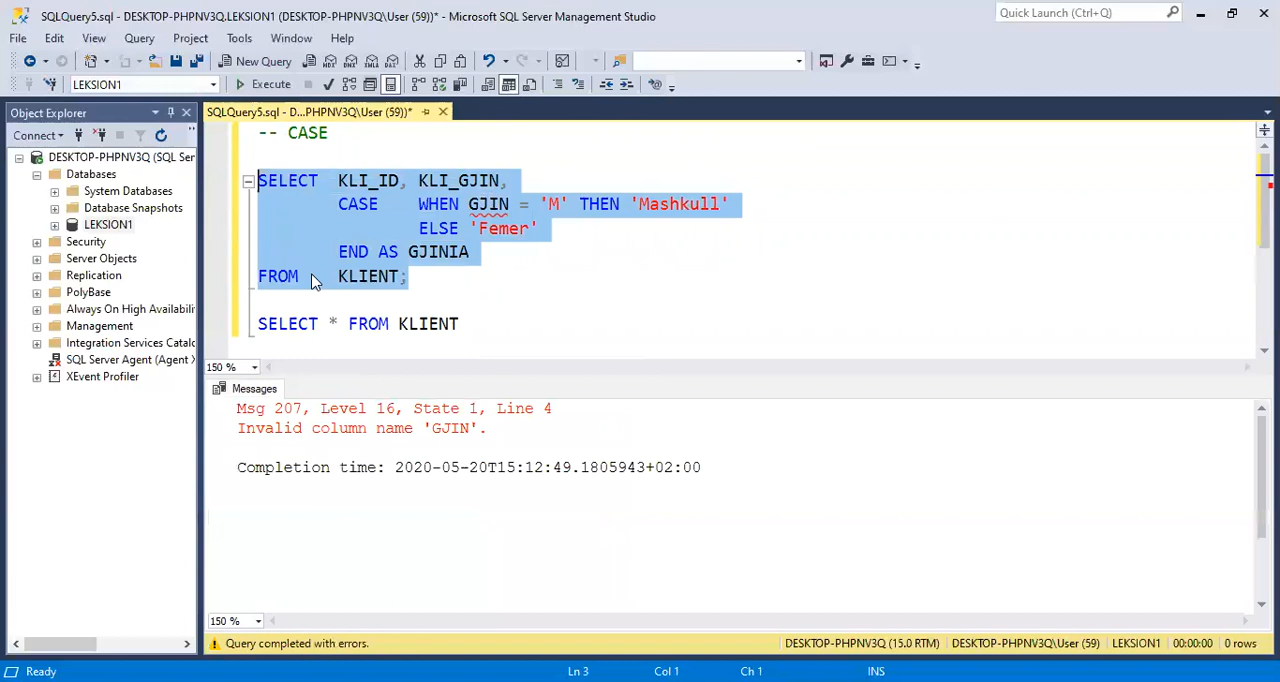 SQLQuery5.sql - DESKTOP-PHPNV3Q.LEKSION1 (DESKTOP-PHPNV3Q\User (59))* - Microsoft SQL Server Management Studio
Quick Launch (Ctrl+Q)
File Edit View Query Project Tools Window Help
New Query
LEKSION1
Execute
Object Explorer
SQLQuery5.sql - D...PHPNV3Q\User (59))*
Connect
DESKTOP-PHPNV3Q (SQL Ser
Databases
System Databases
Database Snapshots
LEKSION1
Security
Server Objects
Replication
PolyBase
Always On High Availabilit
Management
Integration Services Catalo
SQL Server Agent (Agent X
XEvent Profiler
-- CASE
SELECT KLI_ID, KLI_GJIN,
CASE WHEN GJIN = 'M' THEN 'Mashkull'
ELSE 'Femer'
END AS GJINIA
FROM KLIENT;
SELECT * FROM KLIENT
150 %
Messages
Msg 207, Level 16, State 1, Line 4
Invalid column name 'GJIN'.
Completion time: 2020-05-20T15:12:49.1805943+02:00
150 %
Query completed with errors.
DESKTOP-PHPNV3Q (15.0 RTM) DESKTOP-PHPNV3Q\User (59) LEKSION1 00:00:00 0 rows
Ready Ln 3 Col 1 Ch 1 INS